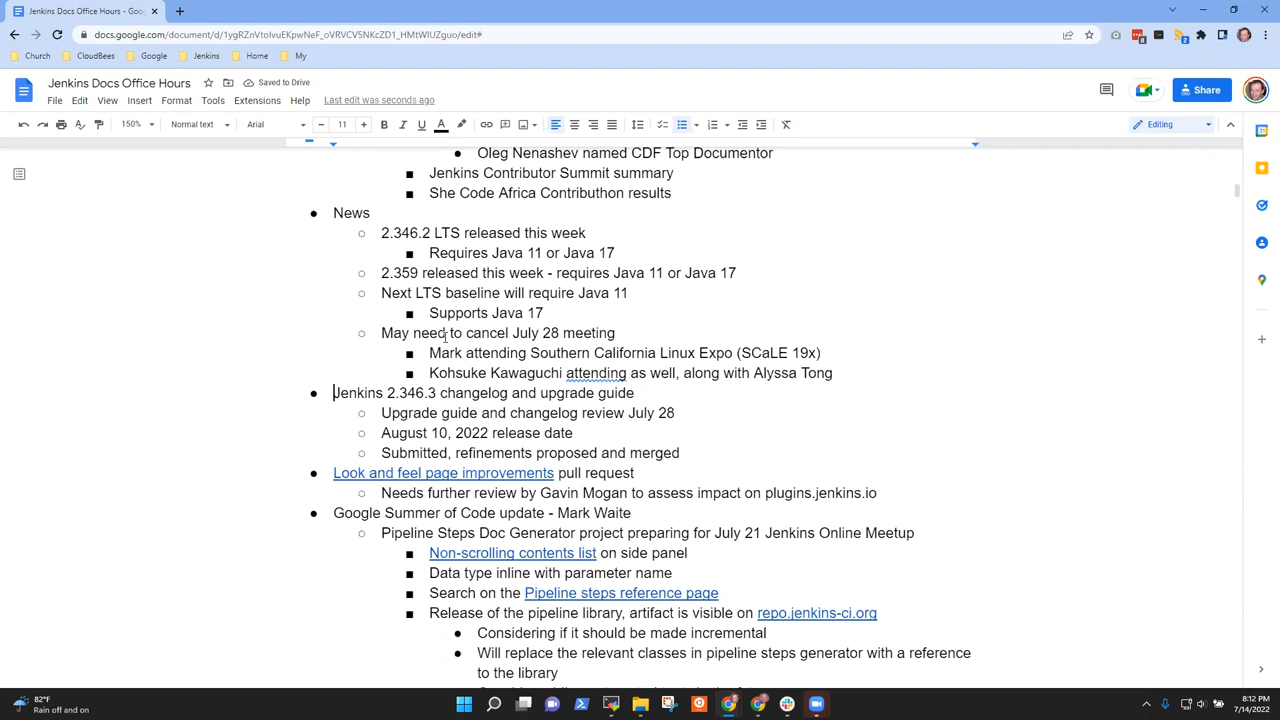 Jenkins Docs Office Hours - Goo
docs.google.com/document/d/1ygRZnVtoIvuEKpwNeF_oVRVCV5NKcZD1_HMtWIUZguo/edit#
Church
CloudBees
Google
Jenkins
Home
My
Jenkins Docs Office Hours
Saved to Drive
File Edit View Insert Format Tools Extensions Help Last edit was seconds ago
Share
150% Normal text Arial 11 Editing
Oleg Nenashev named CDF Top Documentor
Jenkins Contributor Summit summary
She Code Africa Contributhon results
News
2.346.2 LTS released this week
Requires Java 11 or Java 17
2.359 released this week - requires Java 11 or Java 17
Next LTS baseline will require Java 11
Supports Java 17
May need to cancel July 28 meeting
Mark attending Southern California Linux Expo (SCaLE 19x)
Kohsuke Kawaguchi attending as well, along with Alyssa Tong
Jenkins 2.346.3 changelog and upgrade guide
Upgrade guide and changelog review July 28
August 10, 2022 release date
Submitted, refinements proposed and merged
Look and feel page improvements pull request
Needs further review by Gavin Mogan to assess impact on plugins.jenkins.io
Google Summer of Code update - Mark Waite
Pipeline Steps Doc Generator project preparing for July 21 Jenkins Online Meetup
Non-scrolling contents list on side panel
Data type inline with parameter name
Search on the Pipeline steps reference page
Release of the pipeline library, artifact is visible on repo.jenkins-ci.org
Considering if it should be made incremental
Will replace the relevant classes in pipeline steps generator with a reference
to the library
82°F
Rain off and on
8:12 PM
7/14/2022